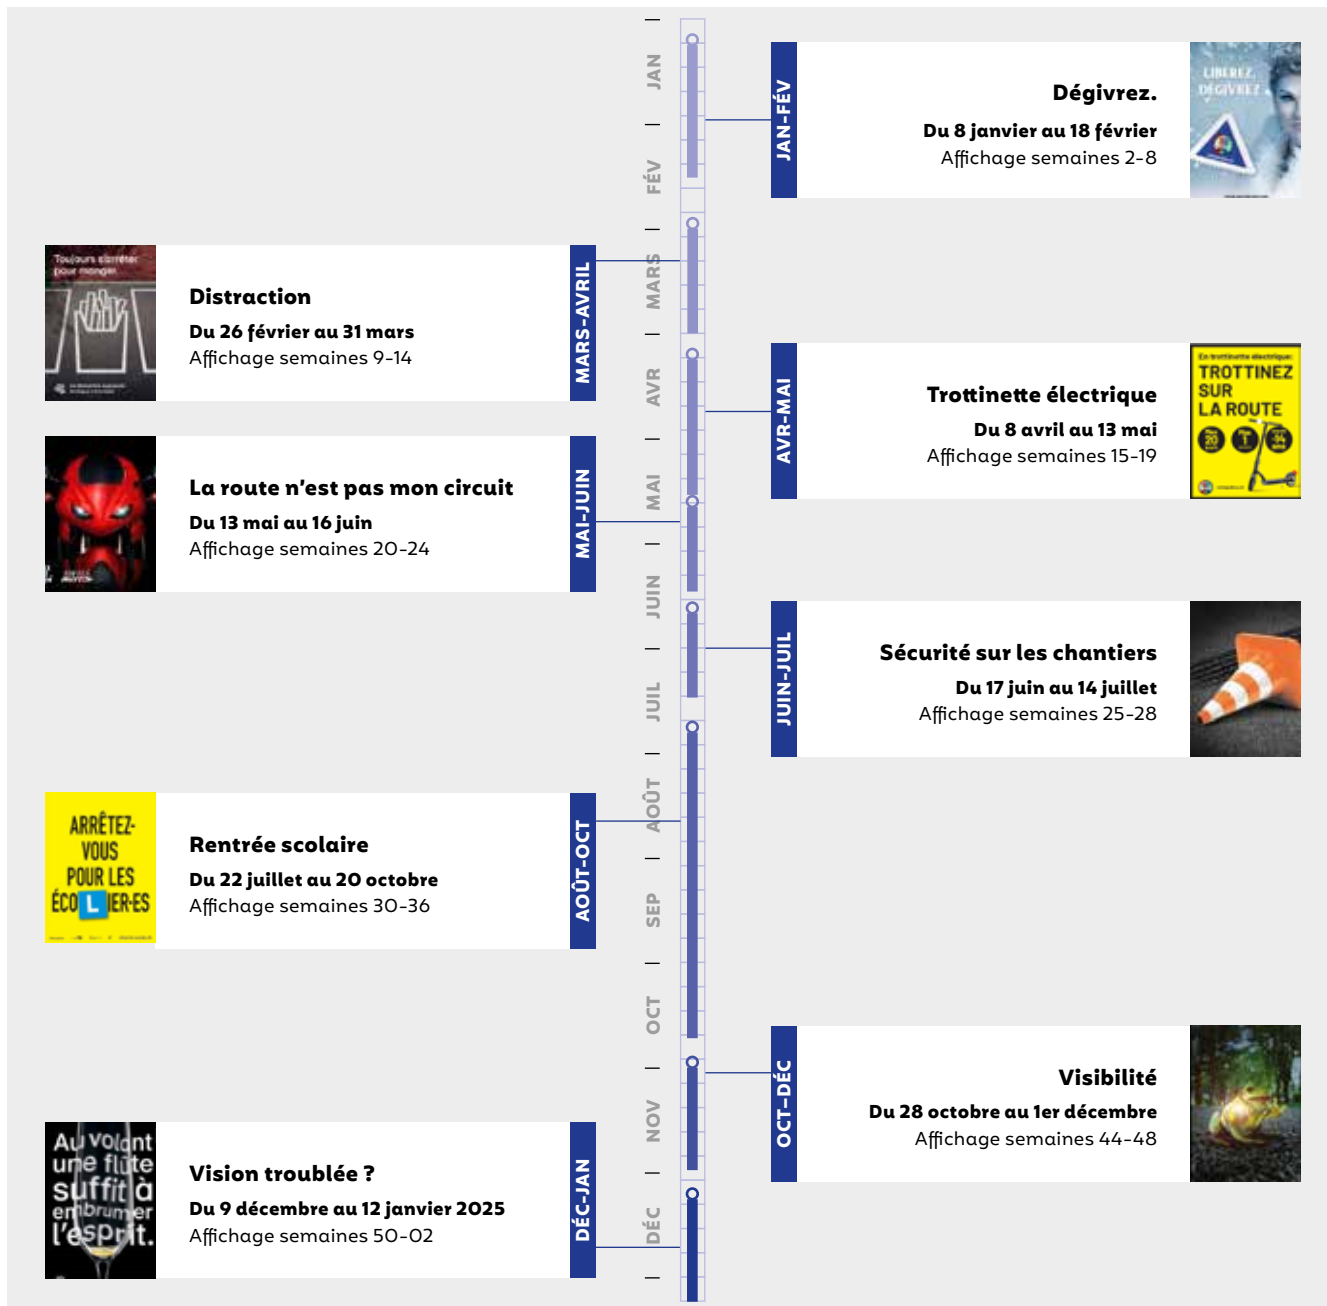 JAN
FÉV
MARS
AVR
MAI
JUIN
JUIL
AOÛT
SEP
OCT
NOV
DÉC
JAN-FÉV
Dégivrez.
Du 8 janvier au 18 février
Affichage semaines 2-8
LIBEREZ,
DÉGIVREZ
Toujours s'arrêter
pour manger.
Distraction
Du 26 février au 31 mars
Affichage semaines 9-14
MARS-AVRIL
AVR-MAI
Trottinette électrique
Du 8 avril au 13 mai
Affichage semaines 15-19
En trottinette électrique:
TROTTINEZ
SUR
LA ROUTE
20
1
14
La route n'est pas mon circuit
Du 13 mai au 16 juin
Affichage semaines 20-24
MAI-JUIN
JUIN-JUIL
Sécurité sur les chantiers
Du 17 juin au 14 juillet
Affichage semaines 25-28
ARRÊTEZ-
VOUS
POUR LES
ÉCOLIER·ES
Rentrée scolaire
Du 22 juillet au 20 octobre
Affichage semaines 30-36
AOÛT-OCT
OCT–DÉC
Visibilité
Du 28 octobre au 1er décembre
Affichage semaines 44-48
Au volant
une flûte
suffit à
embrumer
l'esprit.
Vision troublée ?
Du 9 décembre au 12 janvier 2025
Affichage semaines 50-02
DÉC-JAN